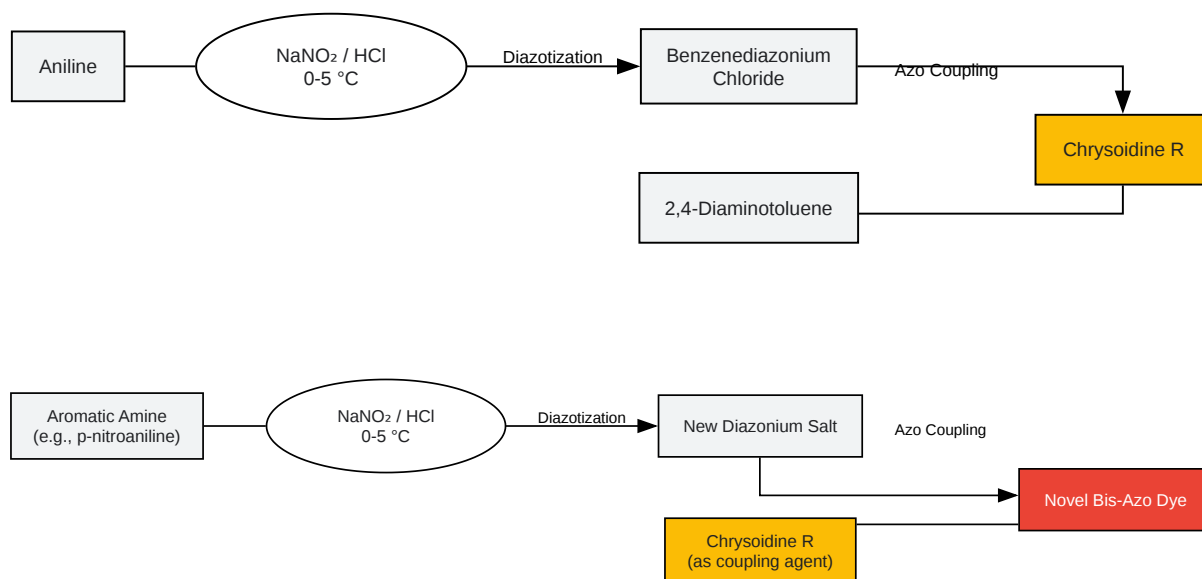 Aniline
NaNO₂ / HCl
0-5 °C
Diazotization
Benzenediazonium
Chloride
Azo Coupling
Chrysoidine R
2,4-Diaminotoluene
Aromatic Amine
(e.g., p-nitroaniline)
NaNO₂ / HCl
0-5 °C
Diazotization
New Diazonium Salt
Azo Coupling
Novel Bis-Azo Dye
Chrysoidine R
(as coupling agent)